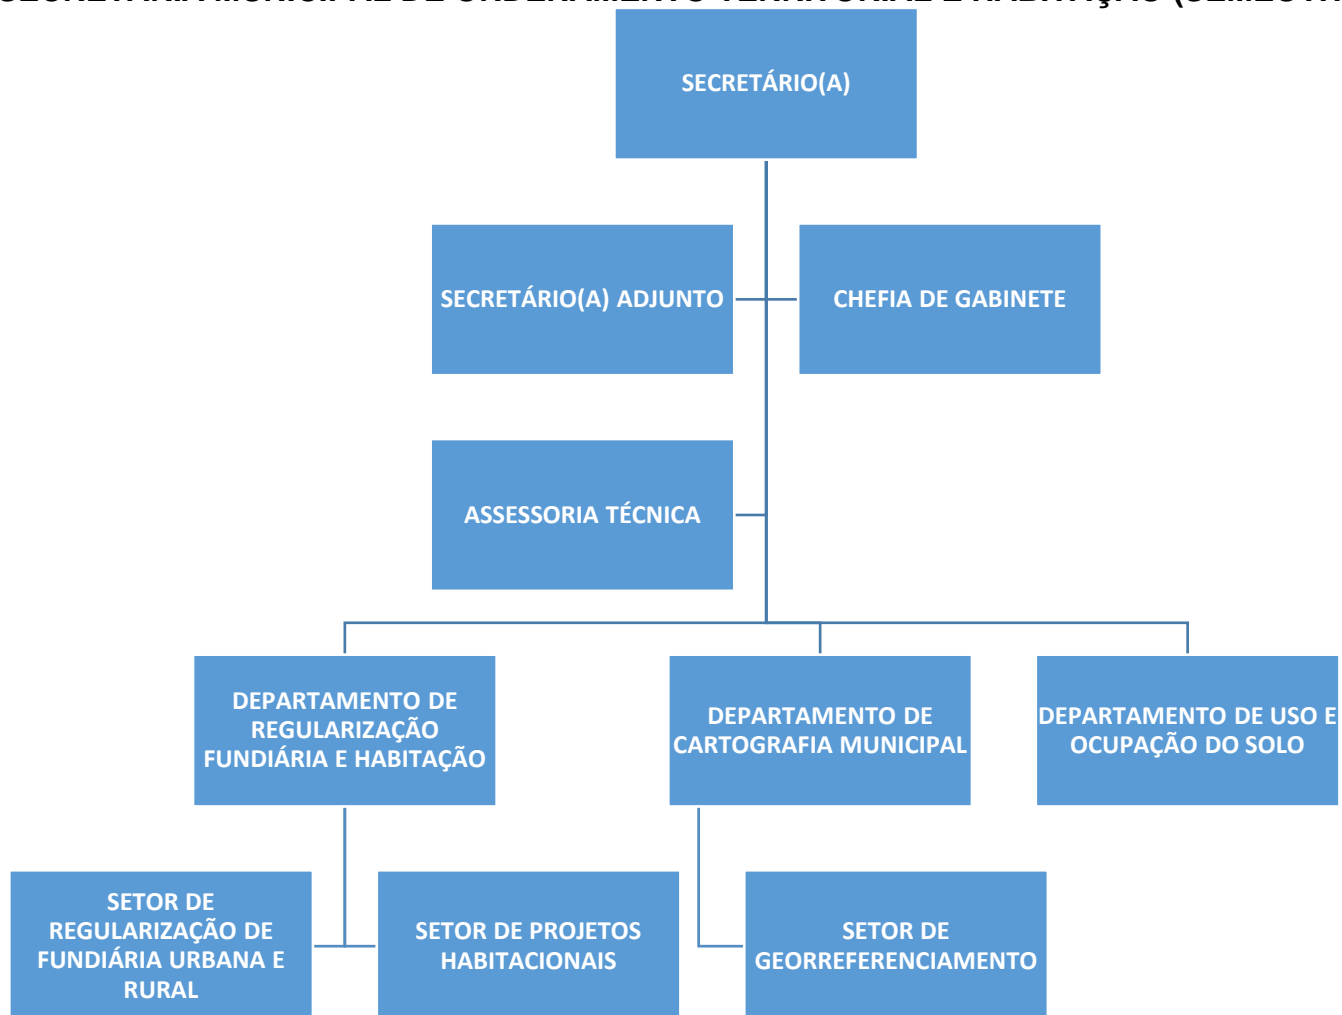 SECRETÁRIO(A)
SECRETÁRIO(A) ADJUNTO
CHEFIA DE GABINETE
ASSESSORIA TÉCNICA
DEPARTAMENTO DE
REGULARIZAÇÃO
FUNDIÁRIA E HABITAÇÃO
DEPARTAMENTO DE
CARTOGRAFIA MUNICIPAL
DEPARTAMENTO DE USO E
OCUPAÇÃO DO SOLO
SETOR DE
REGULARIZAÇÃO DE
FUNDIÁRIA URBANA E
RURAL
SETOR DE PROJETOS
HABITACIONAIS
SETOR DE
GEORREFERENCIAMENTO